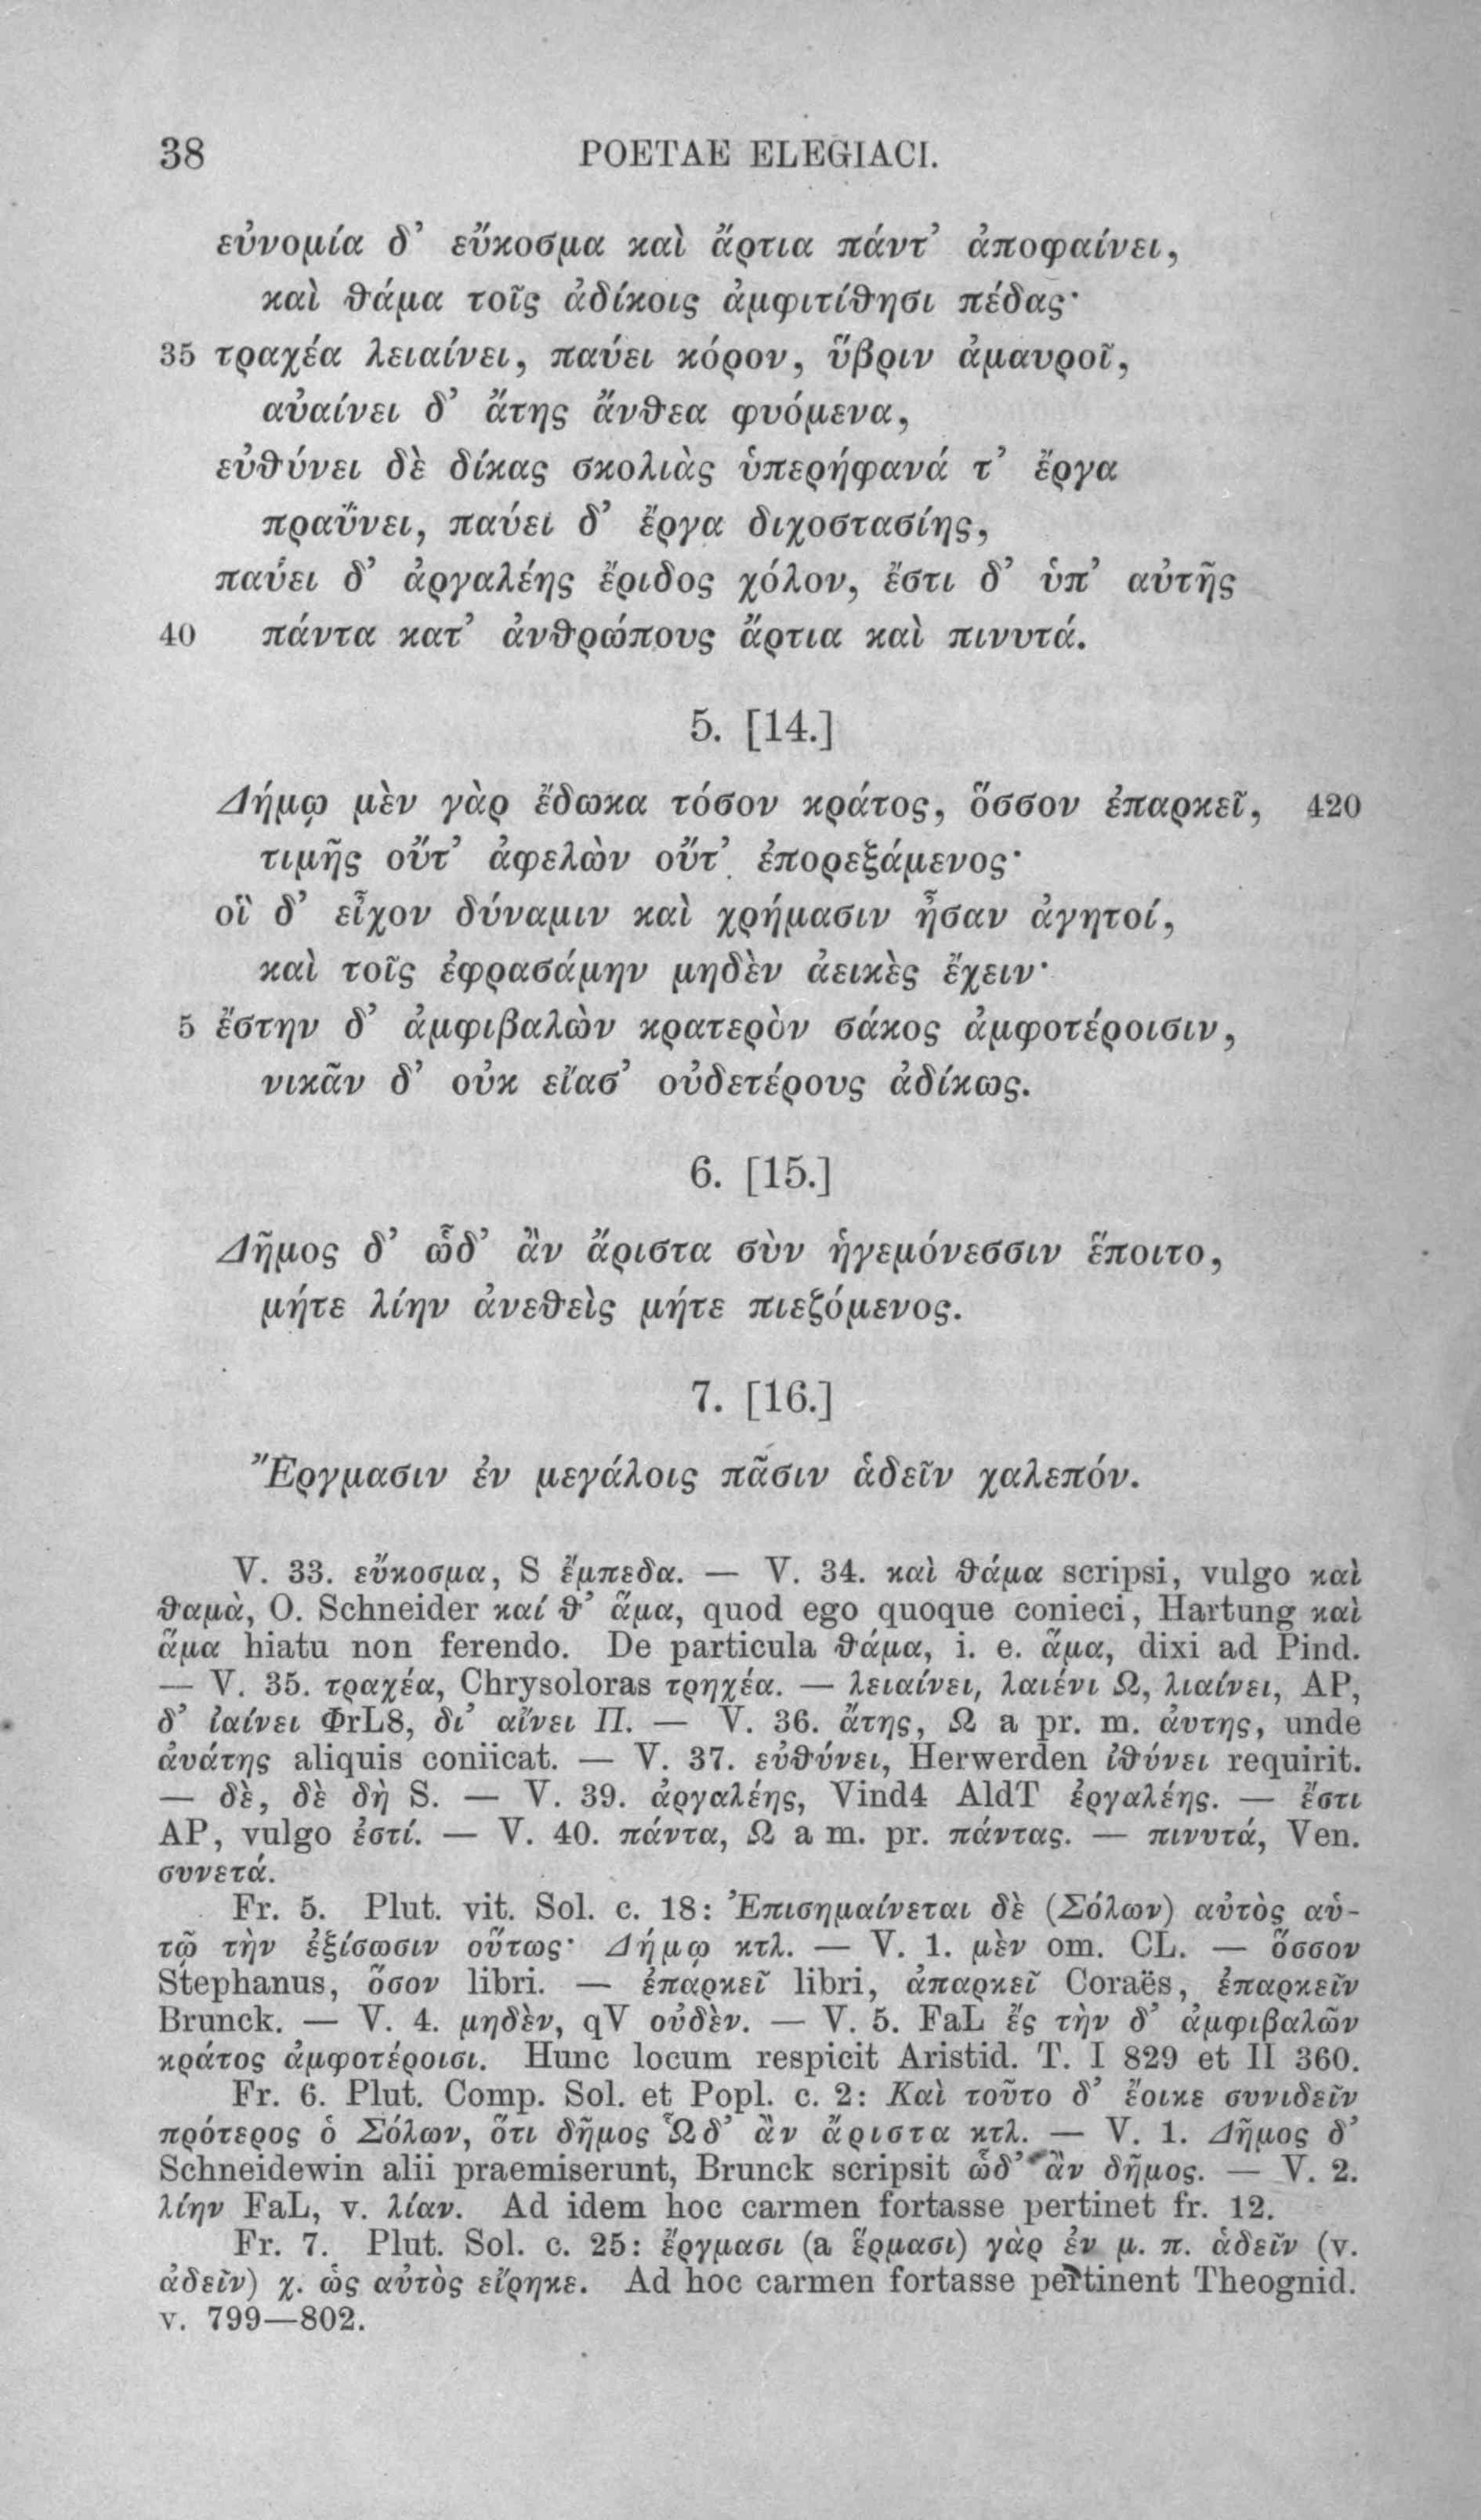 38 POETAE ELEGIACI.
εὐνομία δ’ εὔκοσμα καὶ ἄρτια πάντ’ ἀποφαίνει,
καὶ θάμα τοῖς ἀδίκοις ἀμφιτίθησι πέδας·
35 τραχέα λειαίνει, παύει κόρον, ὕβριν ἀμαυροῖ,
αὐαίνει δ’ ἄτης ἄνθεα φυόμενα,
εὐθύνει δὲ δίκας σκολιὰς ὑπερήφανά τ’ ἔργα
πραΰνει, παύει δ’ ἔργα διχοστασίης,
παύει δ’ ἀργαλέης ἔριδος χόλον, ἔστι δ’ ὑπ’ αὐτῆς
40 πάντα κατ’ ἀνθρώπους ἄρτια καὶ πινυτά.
5. [14.]
Δήμῳ μὲν γὰρ ἔδωκα τόσον κράτος, ὅσσον ἐπαρκεῖ, 420
τιμῆς οὔτ’ ἀφελὼν οὔτ’ ἐπορεξάμενος·
οἳ δ’ εἶχον δύναμιν καὶ χρήμασιν ἦσαν ἀγητοί,
καὶ τοῖς ἐφρασάμην μηδὲν ἀεικὲς ἔχειν·
5 ἔστην δ’ ἀμφιβαλὼν κρατερὸν σάκος ἀμφοτέροισιν,
νικᾶν δ’ οὐκ εἴασ’ οὐδετέρους ἀδίκως.
6. [15.]
Δῆμος δ’ ὧδ’ ἂν ἄριστα σὺν ἡγεμόνεσσιν ἕποιτο,
μήτε λίην ἀνεθεὶς μήτε πιεζόμενος.
7. [16.]
Ἔργμασιν ἐν μεγάλοις πᾶσιν ἁδεῖν χαλεπόν.
V. 33. εὔκοσμα, S ἔμπεδα. — V. 34. καὶ θάμα scripsi, vulgo καὶ
θαμὰ, O. Schneider καί θ’ ἅμα, quod ego quoque conieci, Hartung καὶ
ἅμα hiatu non ferendo. De particula θάμα, i. e. ἅμα, dixi ad Pind.
— V. 35. τραχέα, Chrysoloras τρηχέα. — λειαίνει, λαιένι Ω, λιαίνει, AP,
δ’ ἰαίνει ΦrL8, δι’ αἴνει Π. — V. 36. ἄτης, Ω a pr. m. ἀυτης, unde
ἀυάτης aliquis coniicat. — V. 37. εὐθύνει, Herwerden ἰθύνει requirit.
— δὲ, δὲ δὴ S. — V. 39. ἀργαλέης, Vind4 AldT ἐργαλέης. — ἔστι
AP, vulgo ἐστί. — V. 40. πάντα, Ω a m. pr. πάντας. — πινυτά, Ven.
συνετά.
Fr. 5. Plut. vit. Sol. c. 18: Ἐπισημαίνεται δὲ (Σόλων) αὐτὸς αὑ-
τῷ τὴν ἐξίσωσιν οὕτως· Δήμῳ κτλ. — V. 1. μὲν om. CL. — ὅσσον
Stephanus, ὅσον libri. — ἐπαρκεῖ libri, ἀπαρκεῖ Coraës, ἐπαρκεῖν
Brunck. — V. 4. μηδὲν, qV οὐδὲν. — V. 5. FaL ἔς τὴν δ’ ἀμφιβαλῶν
κράτος ἀμφοτέροισι. Hunc locum respicit Aristid. T. I 829 et II 360.
Fr. 6. Plut. Comp. Sol. et Popl. c. 2: Καὶ τοῦτο δ’ ἔοικε συνιδεῖν
πρότερος ὁ Σόλων, ὅτι δῆμος Ὧδ’ ἂν ἄριστα κτλ. — V. 1. Δῆμος δ’
Schneidewin alii praemiserunt, Brunck scripsit ὧδ’ ἂν δῆμος. — V. 2.
λίην FaL, v. λίαν. Ad idem hoc carmen fortasse pertinet fr. 12.
Fr. 7. Plut. Sol. c. 25: ἔργμασι (a ἕρμασι) γὰρ ἐν μ. π. ἁδεῖν (v.
ἀδεῖν) χ. ὡς αὐτὸς εἴρηκε. Ad hoc carmen fortasse pertinent Theognid.
v. 799—802.